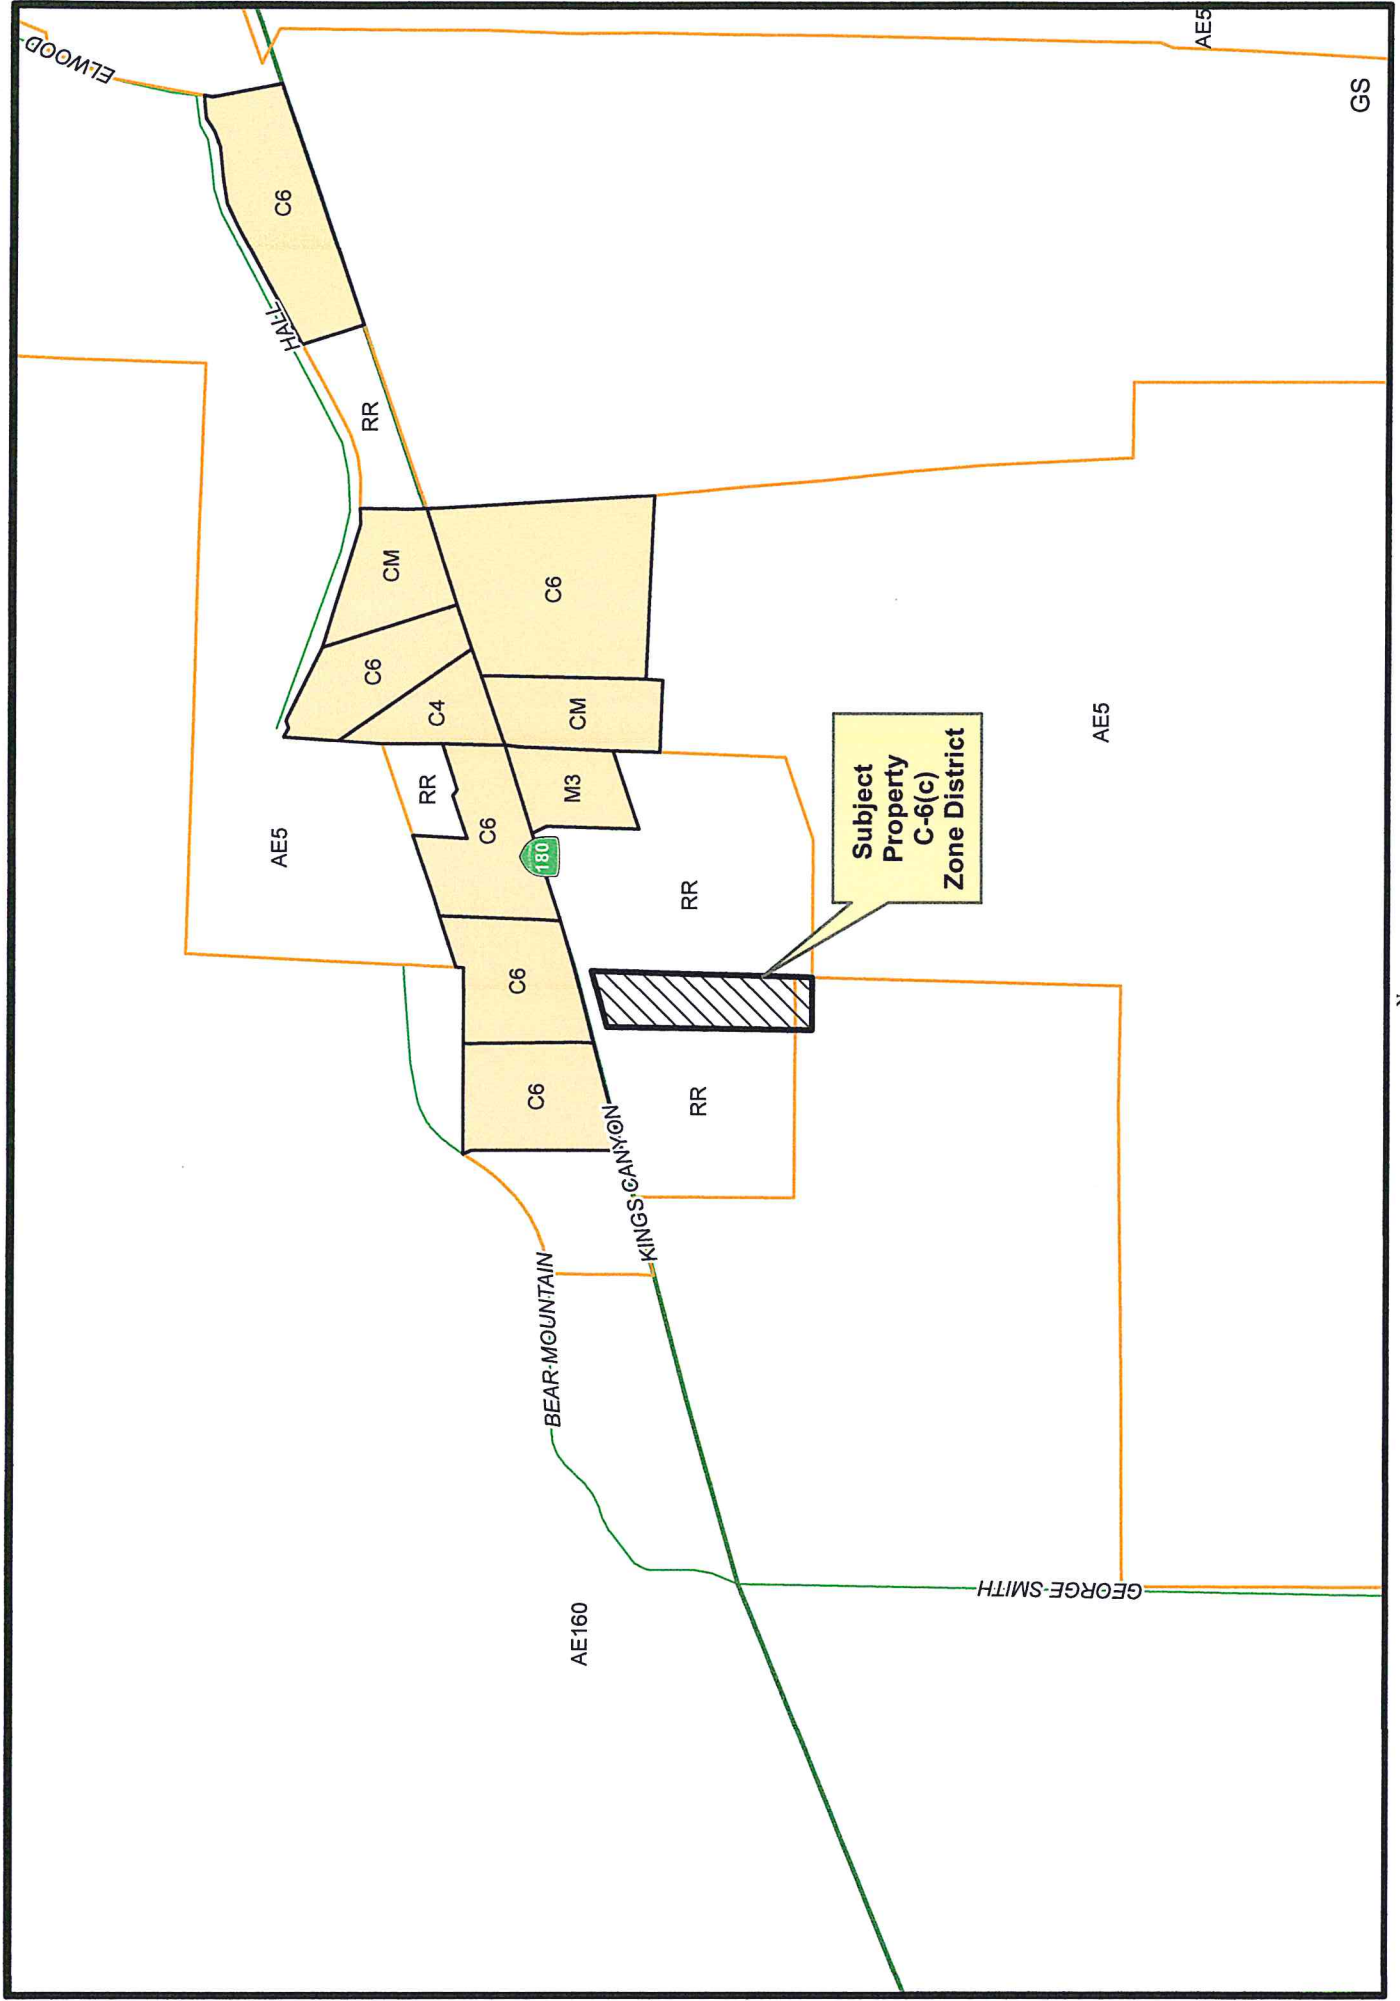 ELWOOD
C6
HALL
RR
CM
C6
C4
C6
CM
M3
RR
C6
180
AE5
C6
C6
RR
RR
Subject
Property
C-6(c)
Zone District
KINGS CANYON
BEAR MOUNTAIN
GEORGE SMITH
AE160
AE5
AE5
GS